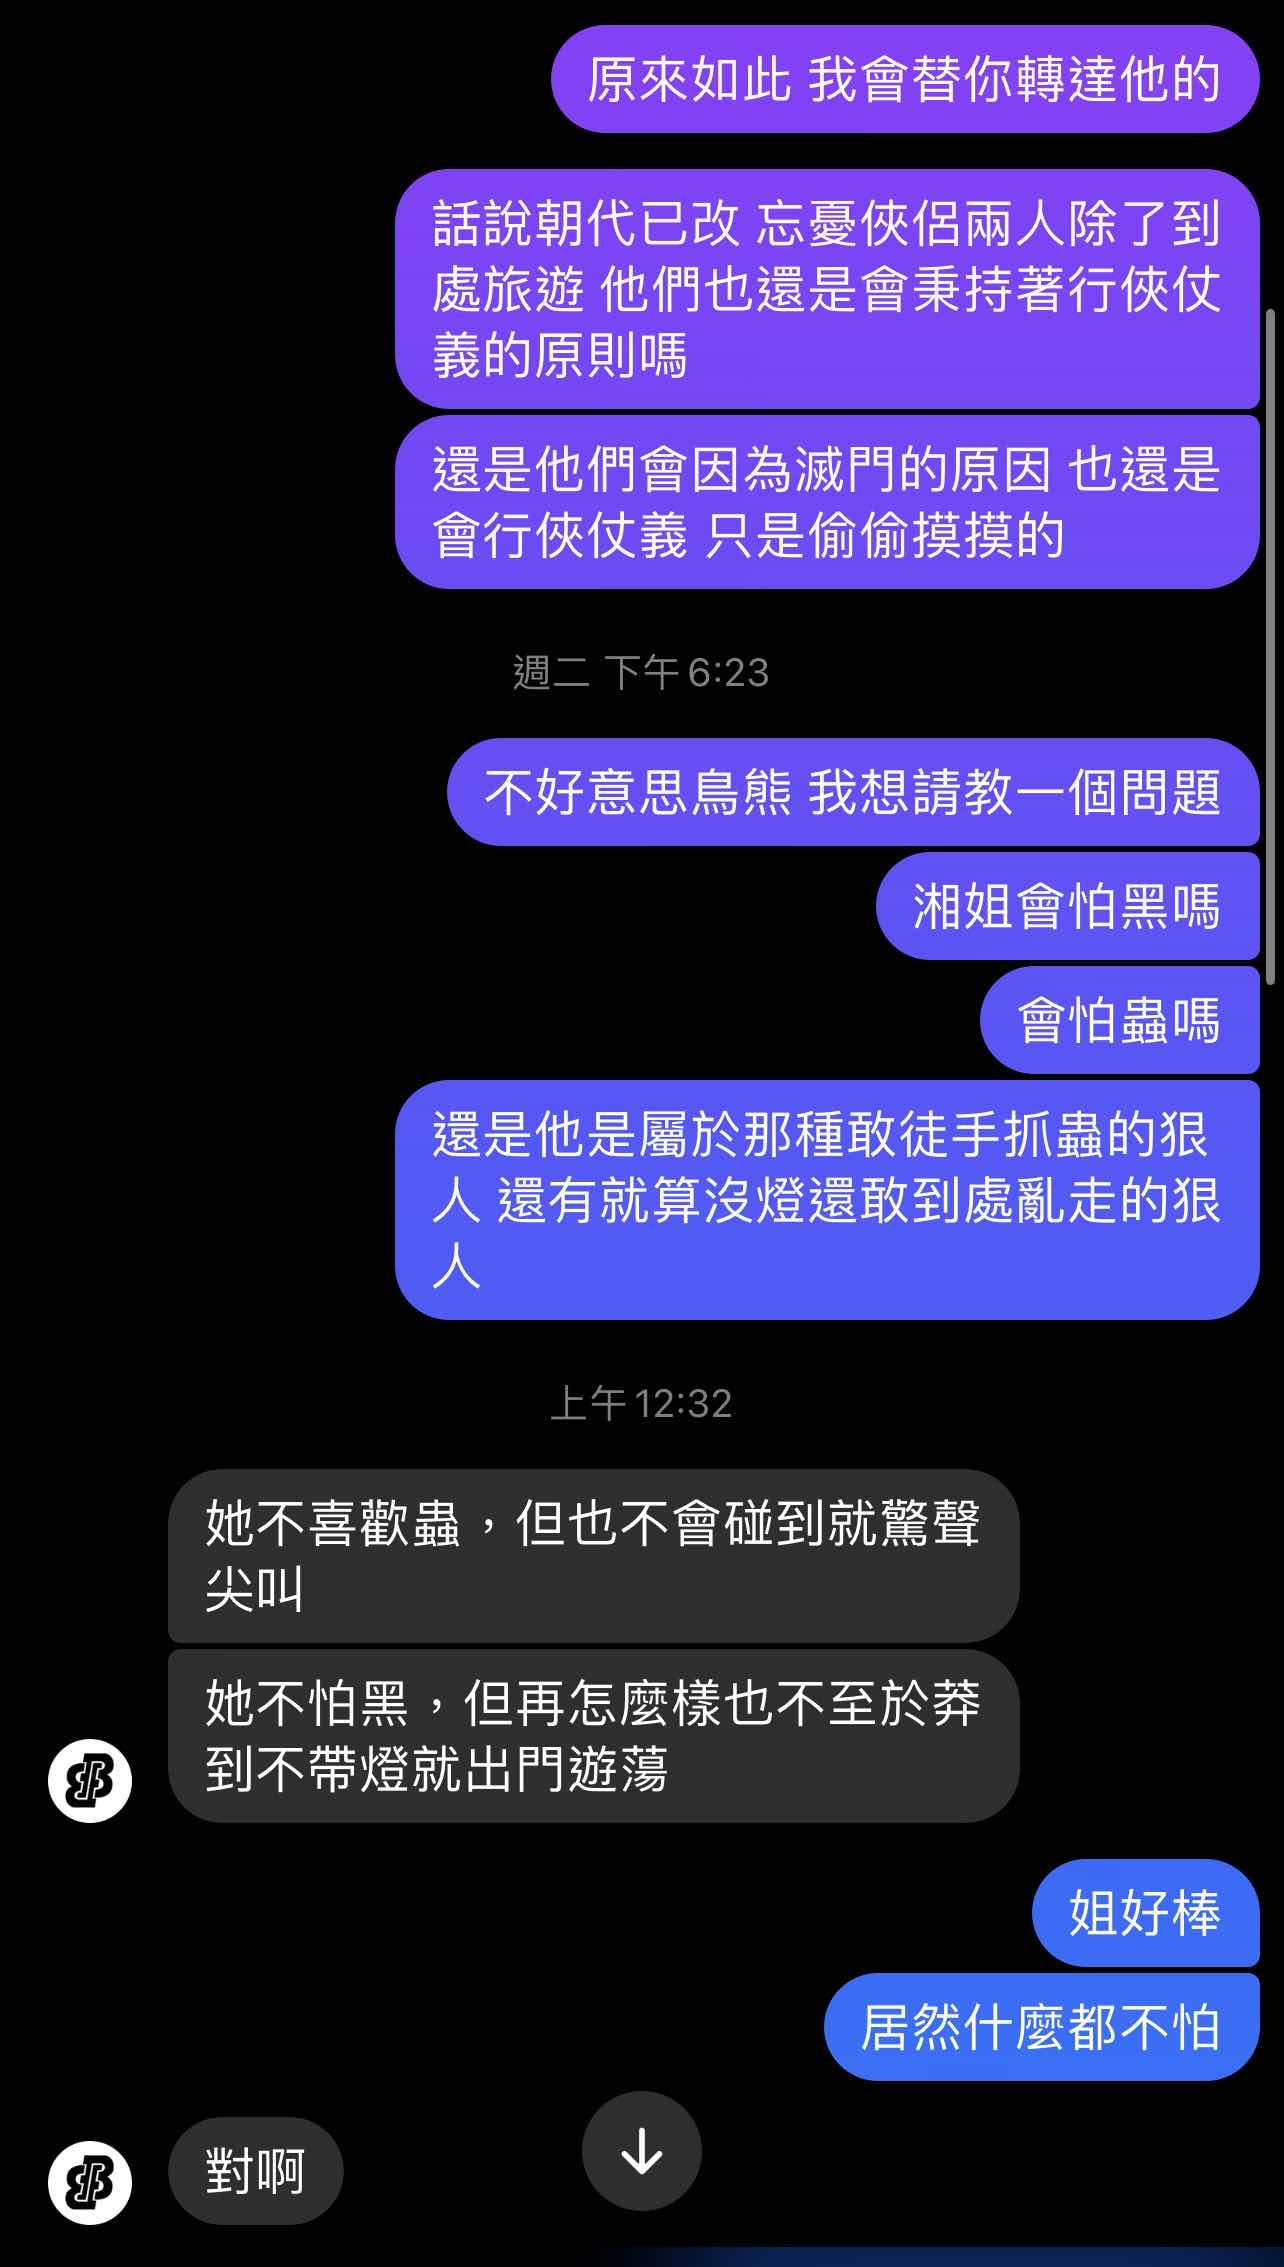 原來如此 我會替你轉達他的
話說朝代已改 忘憂俠侶兩人除了到
處旅遊 他們也還是會秉持著行俠仗
義的原則嗎
還是他們會因為滅門的原因 也還是
會行俠仗義 只是偷偷摸摸的
週二 下午 6:23
不好意思鳥熊 我想請教一個問題
湘姐會怕黑嗎
會怕蟲嗎
還是他是屬於那種敢徒手抓蟲的狠
人 還有就算沒燈還敢到處亂走的狠
人
上午 12:32
她不喜歡蟲，但也不會碰到就驚聲
尖叫
她不怕黑，但再怎麼樣也不至於莽
到不帶燈就出門遊蕩
姐好棒
居然什麼都不怕
對啊